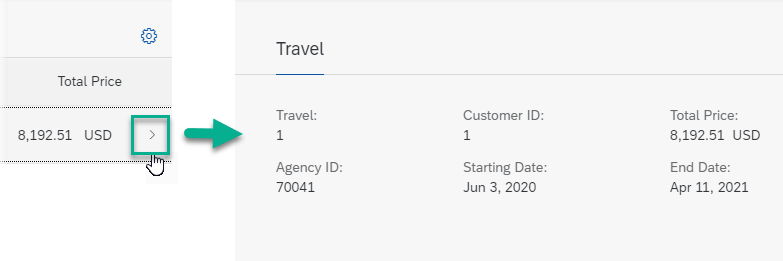 Total Price
8,192.51 USD
Travel
Travel: Customer ID: Total Price:
1 1 8,192.51 USD
Agency ID: Starting Date: End Date:
70041 Jun 3, 2020 Apr 11, 2021